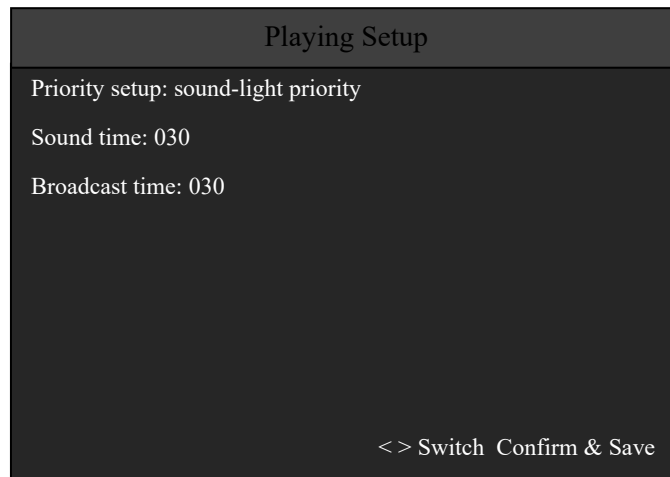 Playing Setup
Priority setup: sound-light priority
Sound time: 030
Broadcast time: 030
< > Switch  Confirm & Save